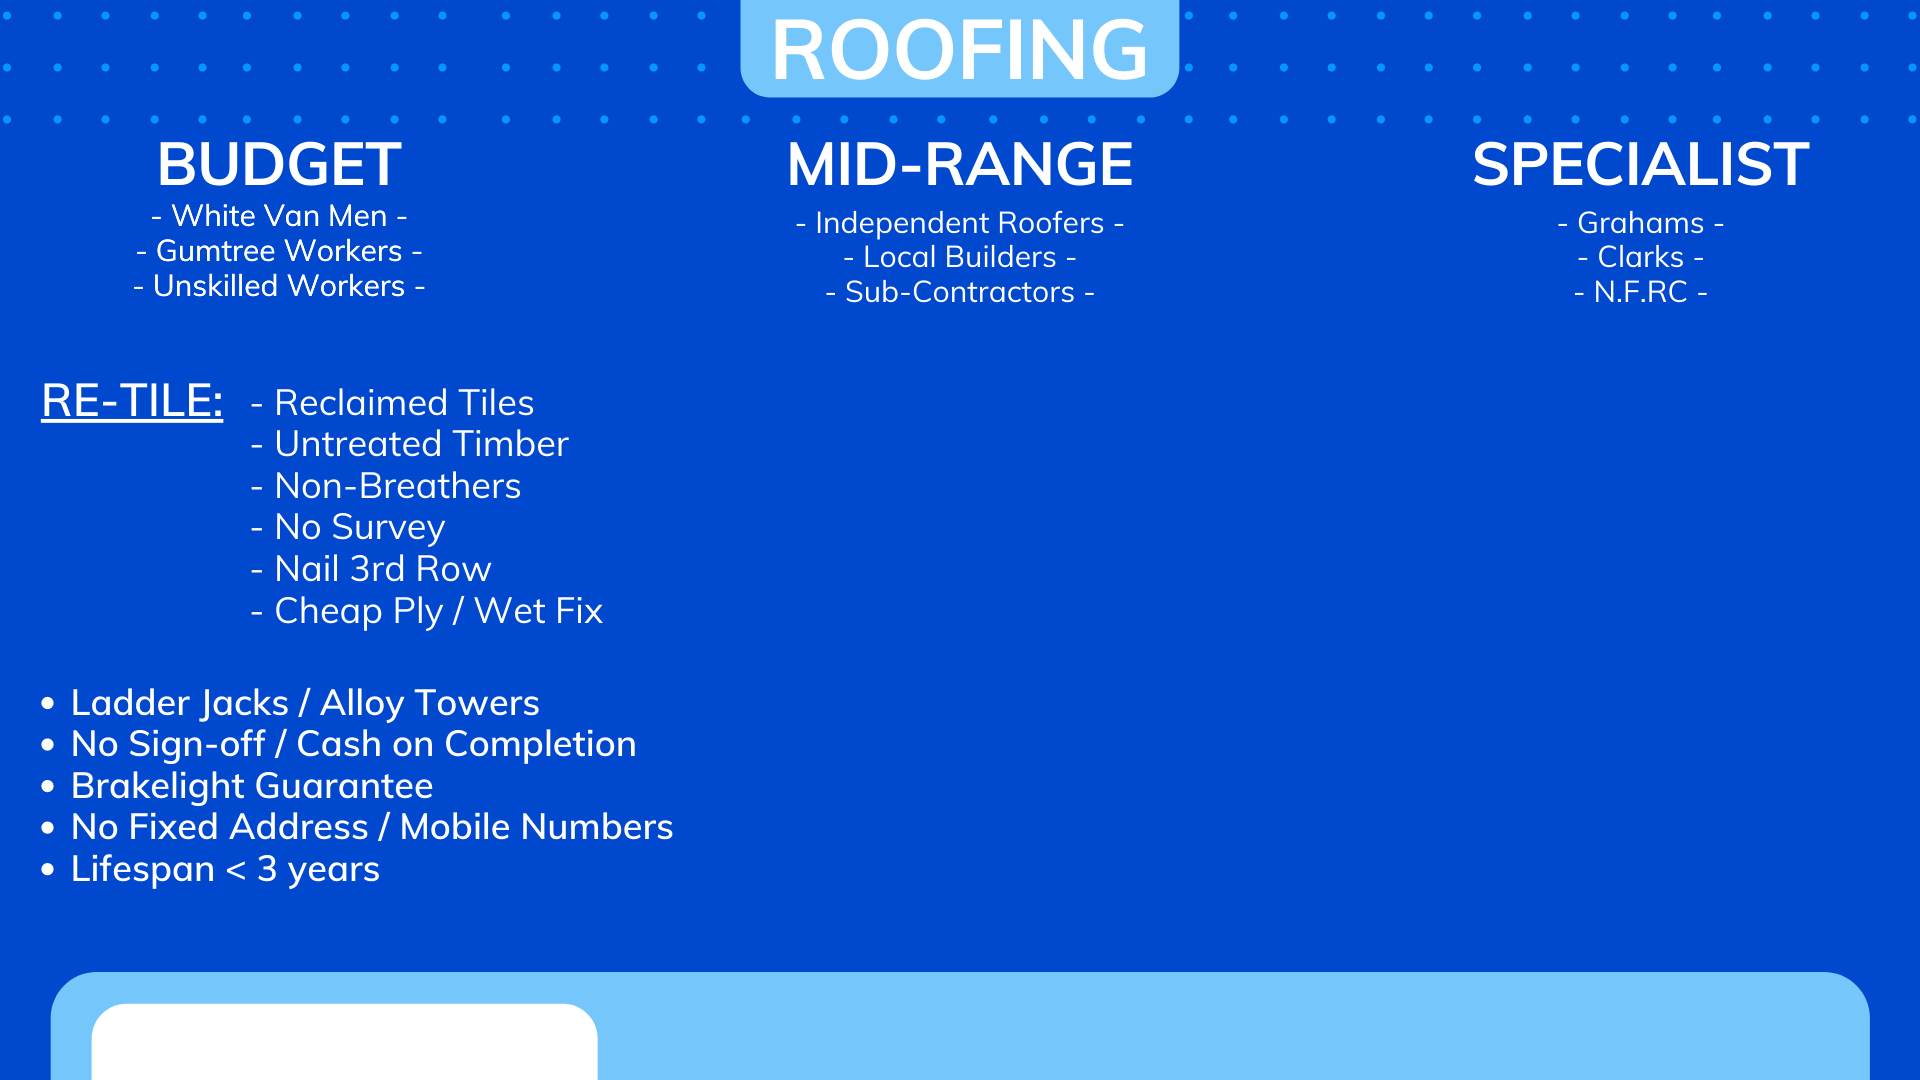 ROOFING
BUDGET
- White Van Men -
- Gumtree Workers -
- Unskilled Workers -
MID-RANGE
- Independent Roofers -
- Local Builders -
- Sub-Contractors -
SPECIALIST
- Grahams -
- Clarks -
- N.F.RC -
RE-TILE:
- Reclaimed Tiles
- Untreated Timber
- Non-Breathers
- No Survey
- Nail 3rd Row
- Cheap Ply / Wet Fix
• Ladder Jacks / Alloy Towers
• No Sign-off / Cash on Completion
• Brakelight Guarantee
• No Fixed Address / Mobile Numbers
• Lifespan < 3 years